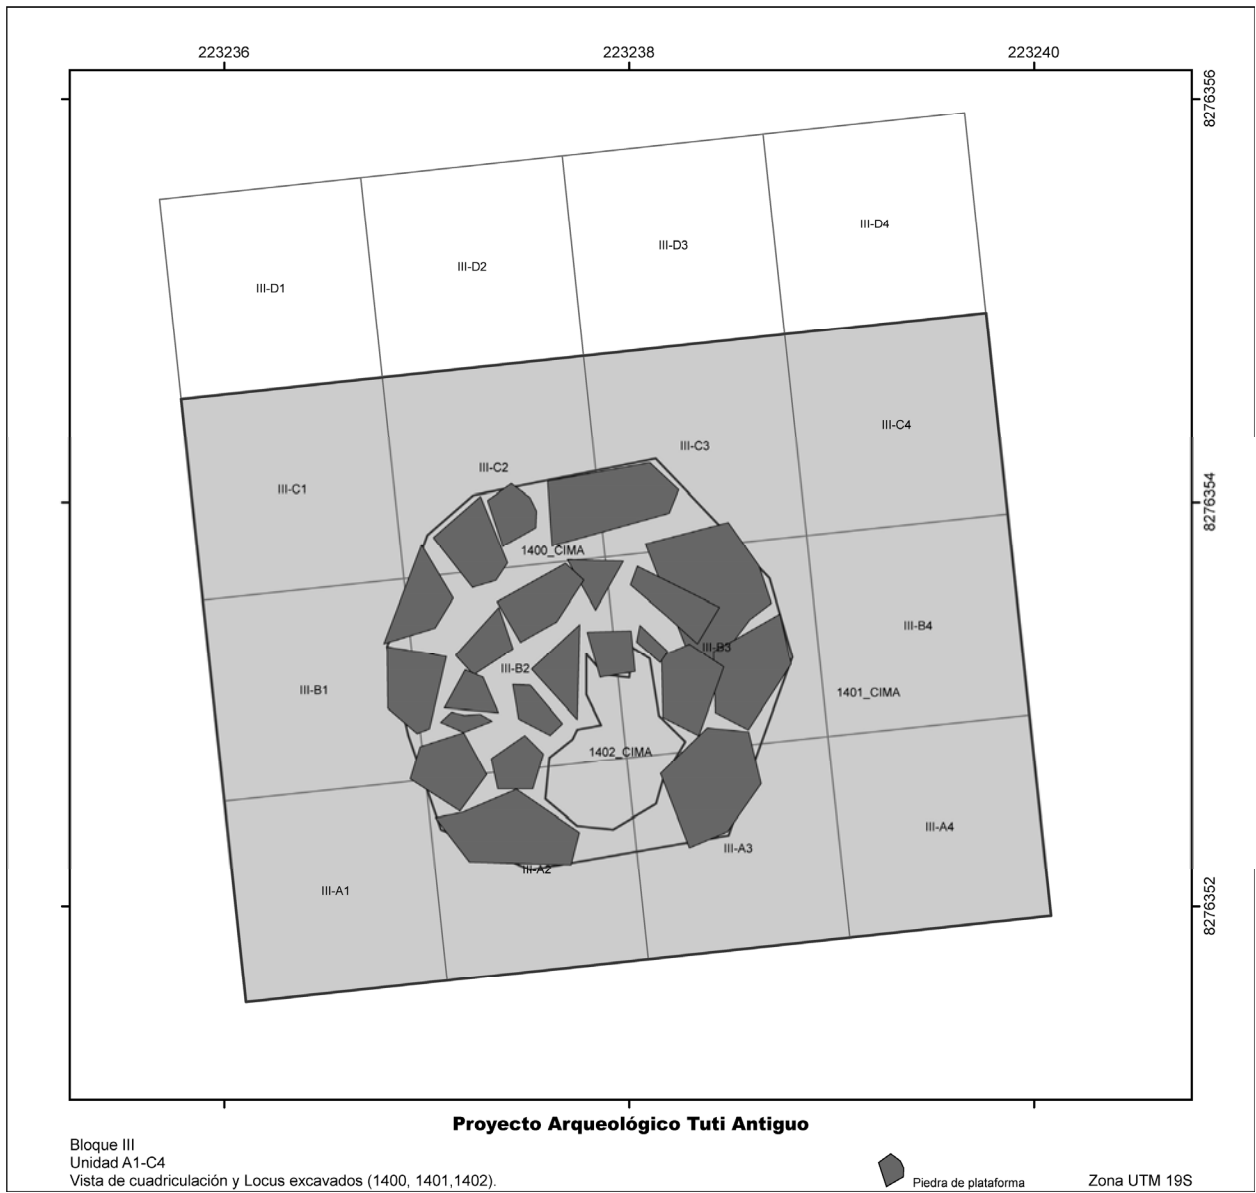 223236
223238
223240
8276356
III-D4
III-D3
III-D2
III-D1
III-C4
III-C3
III-C2
III-C1
8276354
1400_CIMA
III-B4
III-B3
III-B2
III-B1
1401_CIMA
1402_CIMA
III-A4
III-A3
III-A2
III-A1
8276352
Proyecto Arqueológico Tuti Antiguo
Bloque III
Unidad A1-C4
Vista de cuadriculación y Locus excavados (1400, 1401,1402).
Piedra de plataforma
Zona UTM 19S